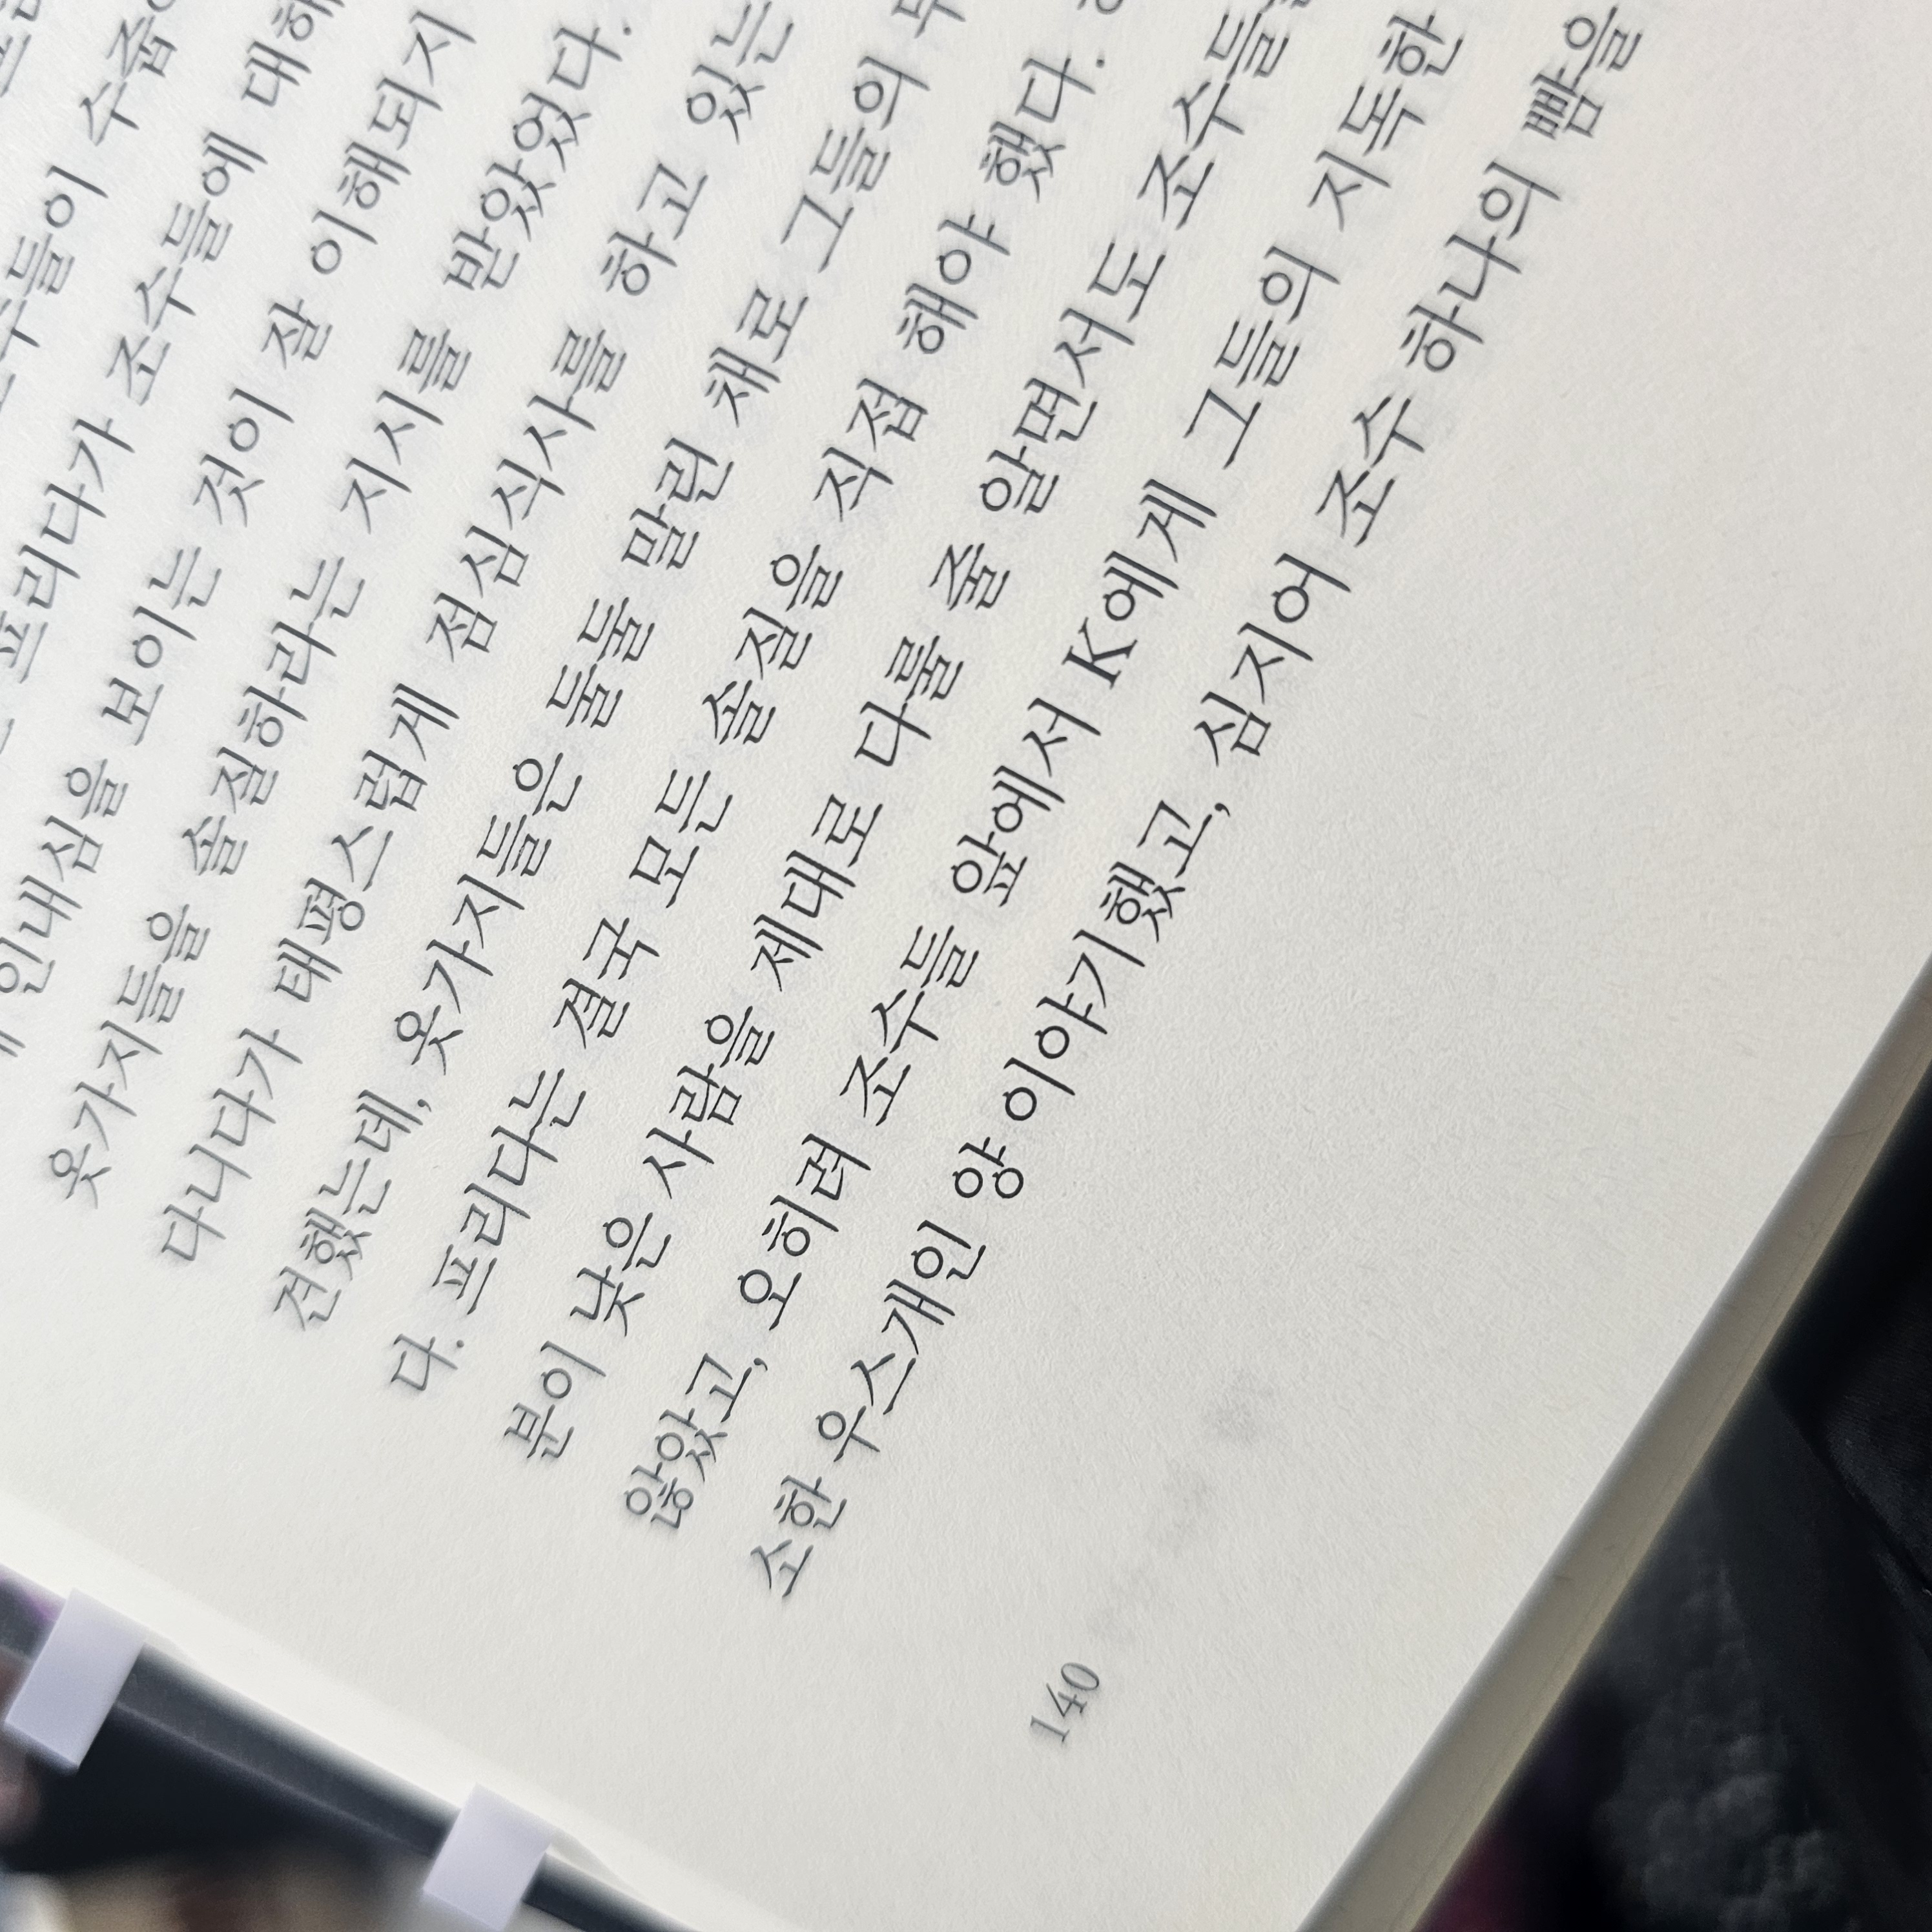 조수들이
프리다가 조수들에
인내심을 보이는 것이 잘 이해되지
옷가지들을 솔질하라는 지시를 받았었다.
다니다가 태평스럽게 점심식사를 하고 있는
견했는데, 옷가지들은 둘둘 말린 채로 그들의
다. 프리다는 결국 모든 솔질을 직접 해야 했다.
분이 낮은 사람을 제대로 다룰 줄 알면서도 조수들
않았고, 오히려 조수들 앞에서 K에게 그들의 지독한
소한 우스개인 양 이야기했고, 심지어 조수 하나의 뺨을
140